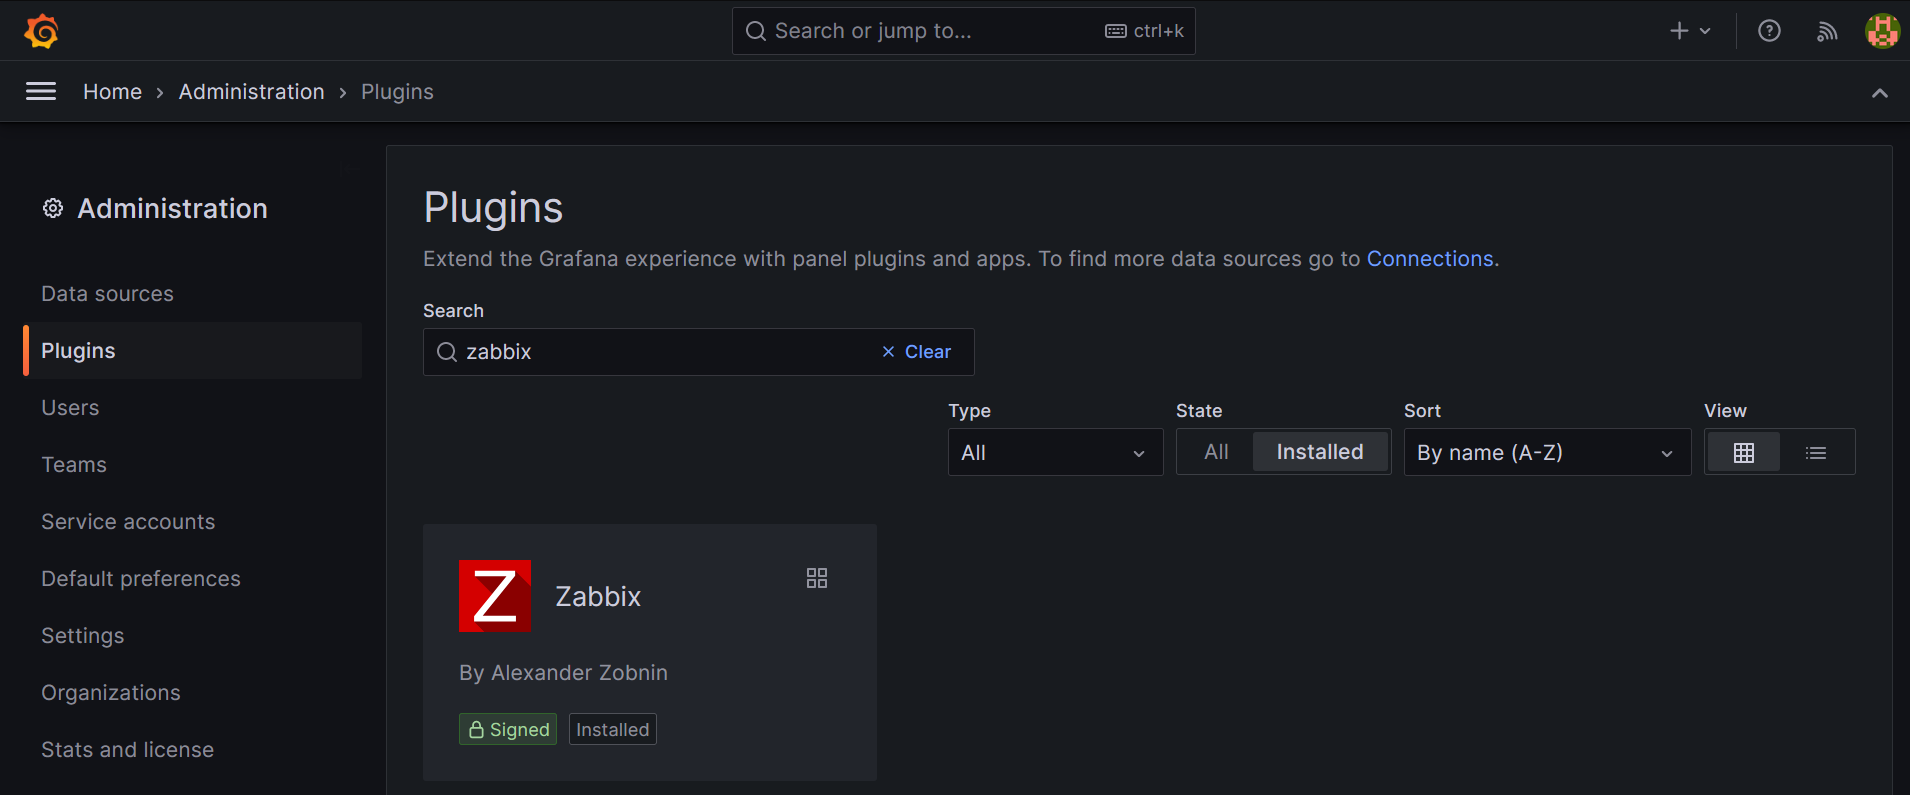 Search or jump to...
ctrl+k
Home › Administration › Plugins
Administration
Data sources
Plugins
Users
Teams
Service accounts
Default preferences
Settings
Organizations
Stats and license
Plugins
Extend the Grafana experience with panel plugins and apps. To find more data sources go to Connections.
Search
zabbix
Clear
Type
All
State
All
Installed
Sort
By name (A-Z)
View
Z
Zabbix
By Alexander Zobnin
Signed
Installed